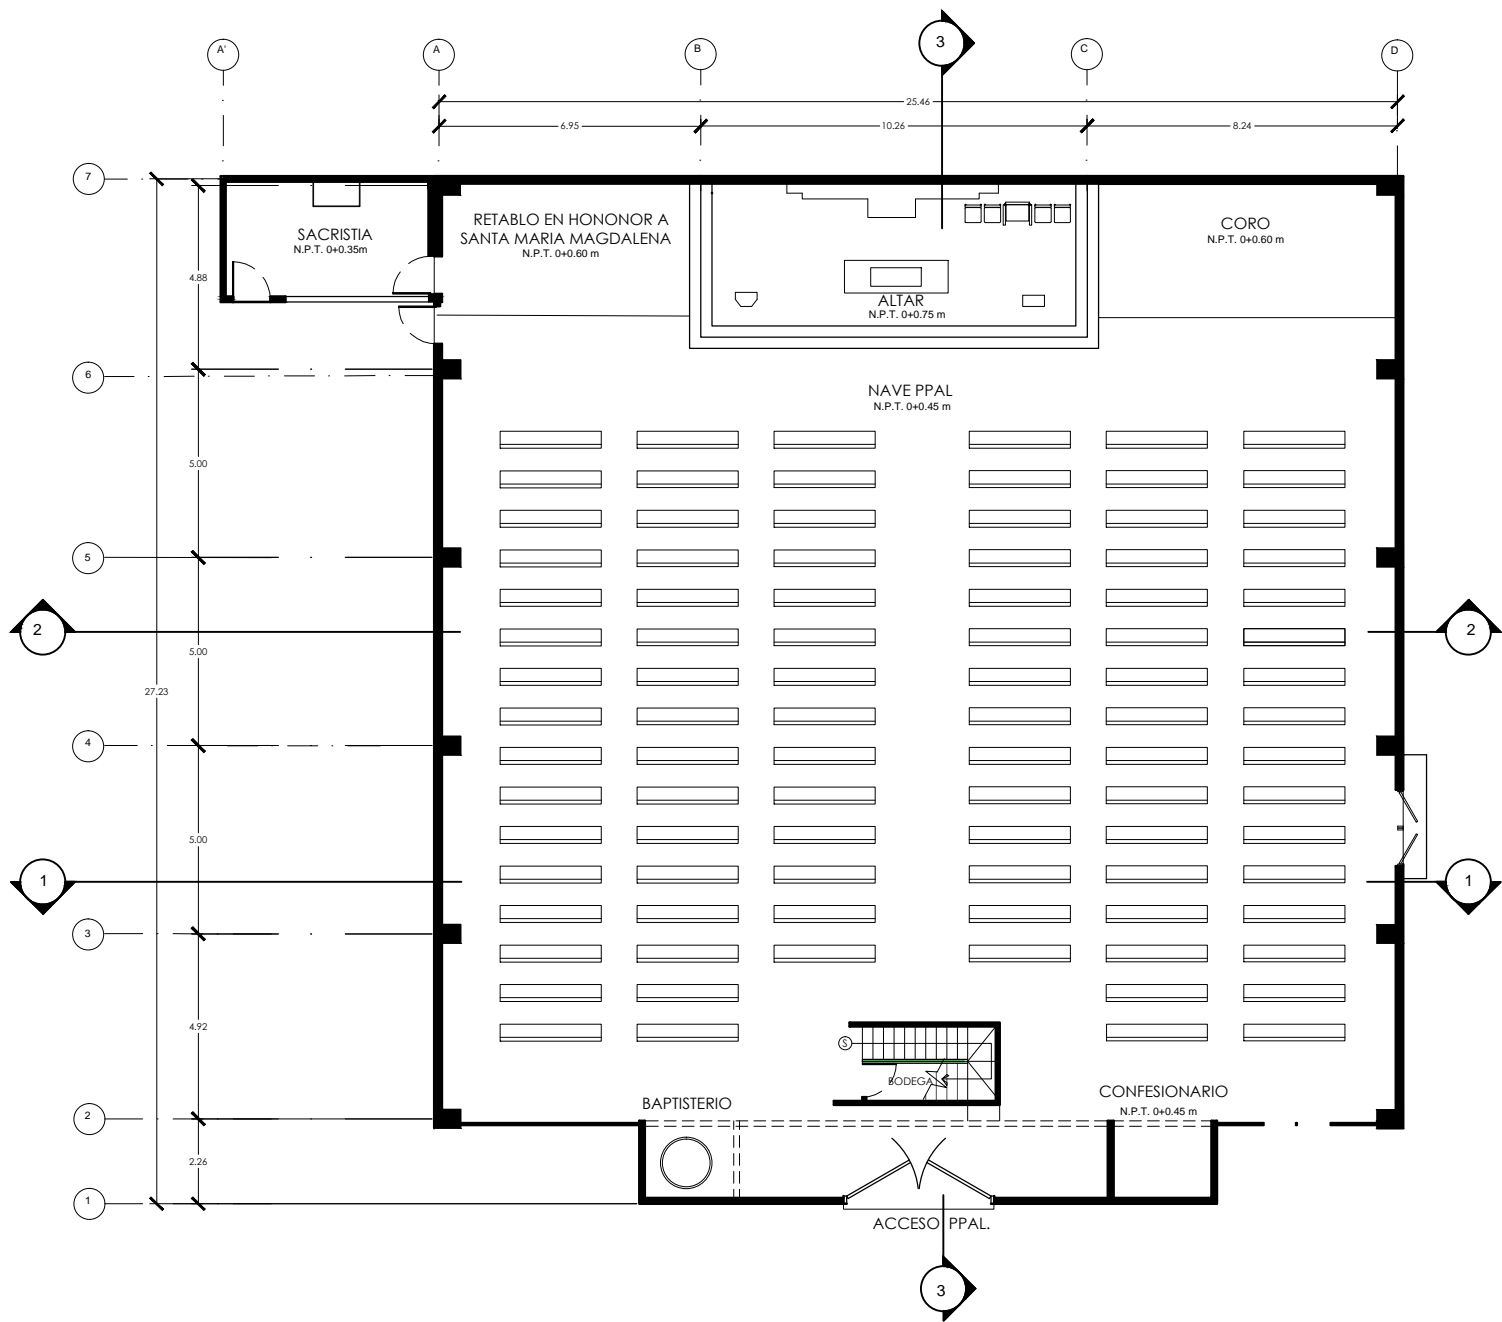 3
A'
A
B
C
D
25.46
6.95
10.26
8.24
7
RETABLO EN HONONOR A
SANTA MARIA MAGDALENA
N.P.T. 0+0.60 m
SACRISTIA
N.P.T. 0+0.35m
CORO
N.P.T. 0+0.60 m
4.88
ALTAR
N.P.T. 0+0.75 m
6
NAVE PPAL
N.P.T. 0+0.45 m
5.00
5
2
2
5.00
27.23
4
5.00
1
1
3
4.92
S
BODEGA
BAPTISTERIO
CONFESIONARIO
N.P.T. 0+0.45 m
2
2.26
1
ACCESO PPAL.
3